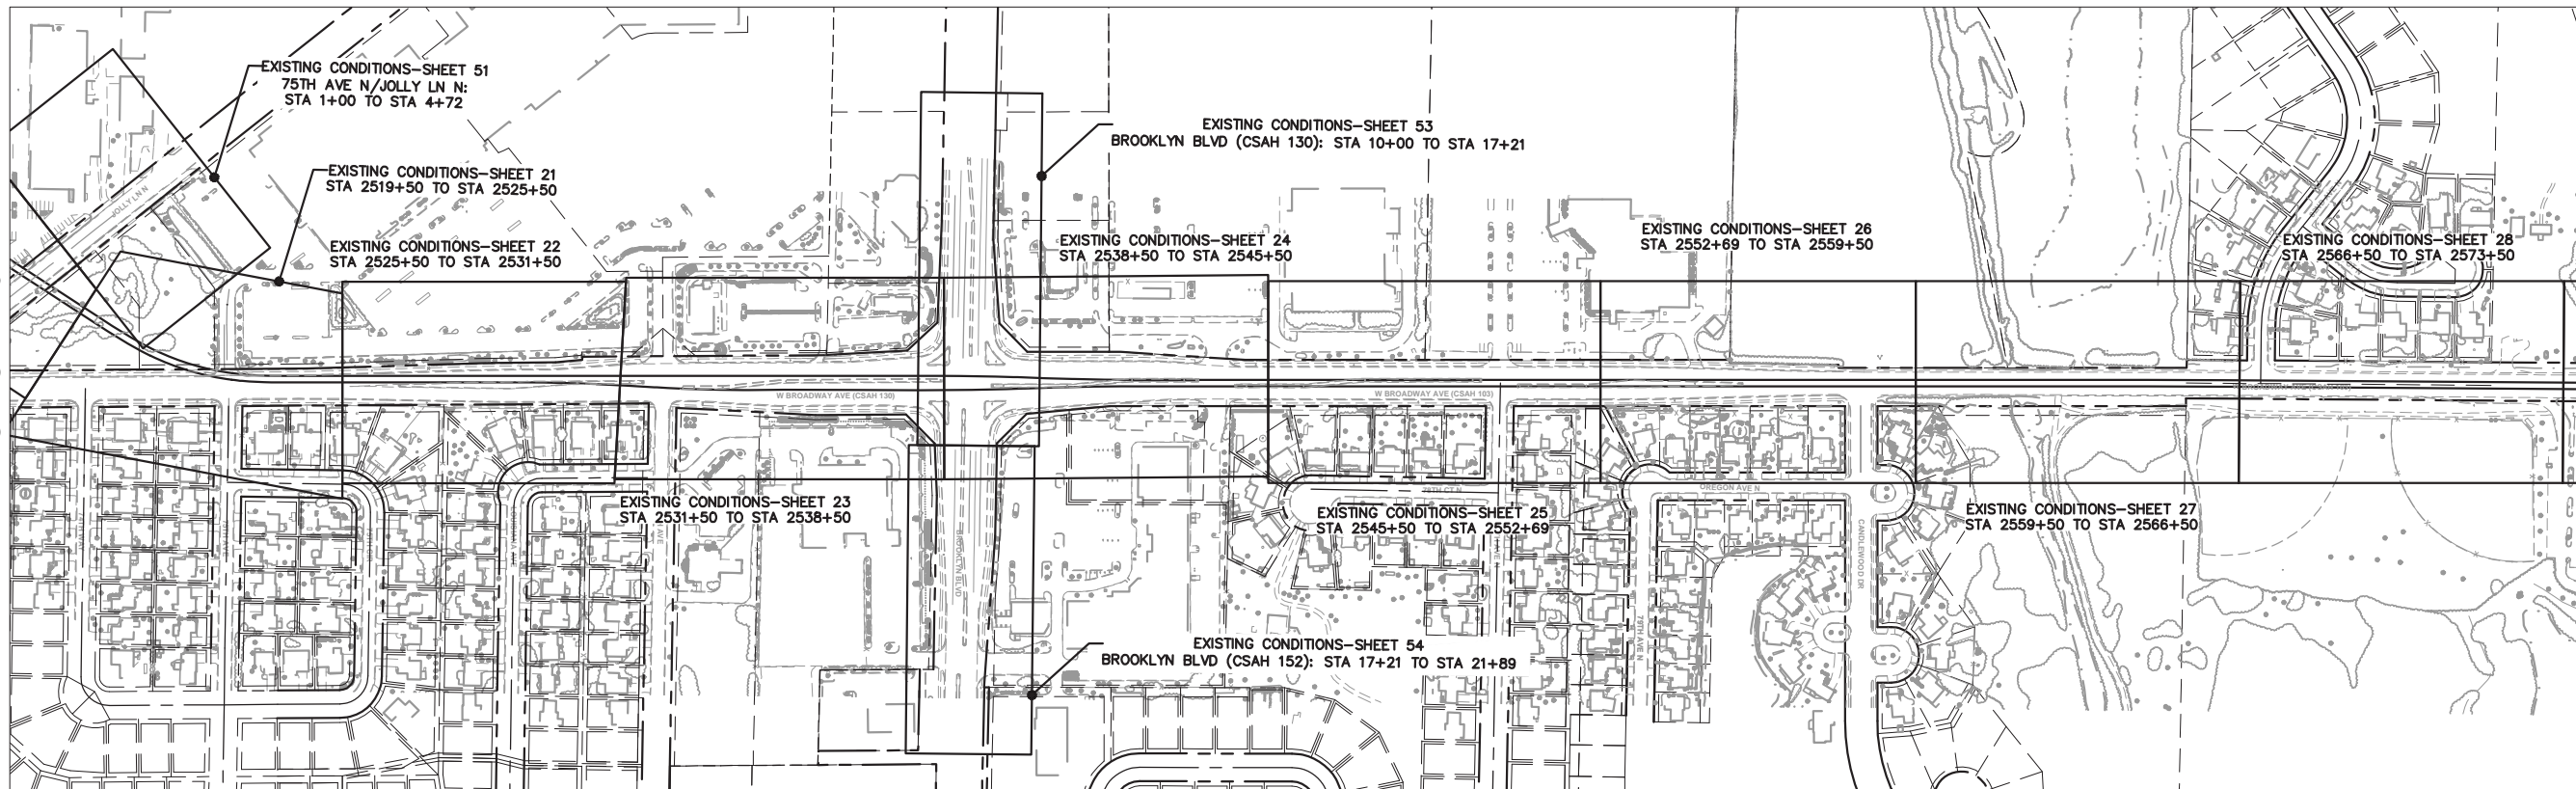 EXISTING CONDITIONS-SHEET 51
75TH AVE N/JOLLY LN N:
STA 1+00 TO STA 4+72
EXISTING CONDITIONS-SHEET 53
BROOKLYN BLVD (CSAH 130): STA 10+00 TO STA 17+21
EXISTING CONDITIONS-SHEET 21
STA 2519+50 TO STA 2525+50
JOLLY LN N
EXISTING CONDITIONS-SHEET 22
STA 2525+50 TO STA 2531+50
EXISTING CONDITIONS-SHEET 24
STA 2538+50 TO STA 2545+50
EXISTING CONDITIONS-SHEET 26
STA 2552+69 TO STA 2559+50
EXISTING CONDITIONS-SHEET 28
STA 2566+50 TO STA 2573+50
W BROADWAY AVE (CSAH 130)
W BROADWAY AVE (CSAH 103)
OREGON AVE N
EXISTING CONDITIONS-SHEET 23
STA 2531+50 TO STA 2538+50
EXISTING CONDITIONS-SHEET 25
STA 2545+50 TO STA 2552+69
EXISTING CONDITIONS-SHEET 27
STA 2559+50 TO STA 2566+50
BROOKLYN BLVD
CANDLEWOOD DR
79TH AVE N
EXISTING CONDITIONS-SHEET 54
BROOKLYN BLVD (CSAH 152): STA 17+21 TO STA 21+89